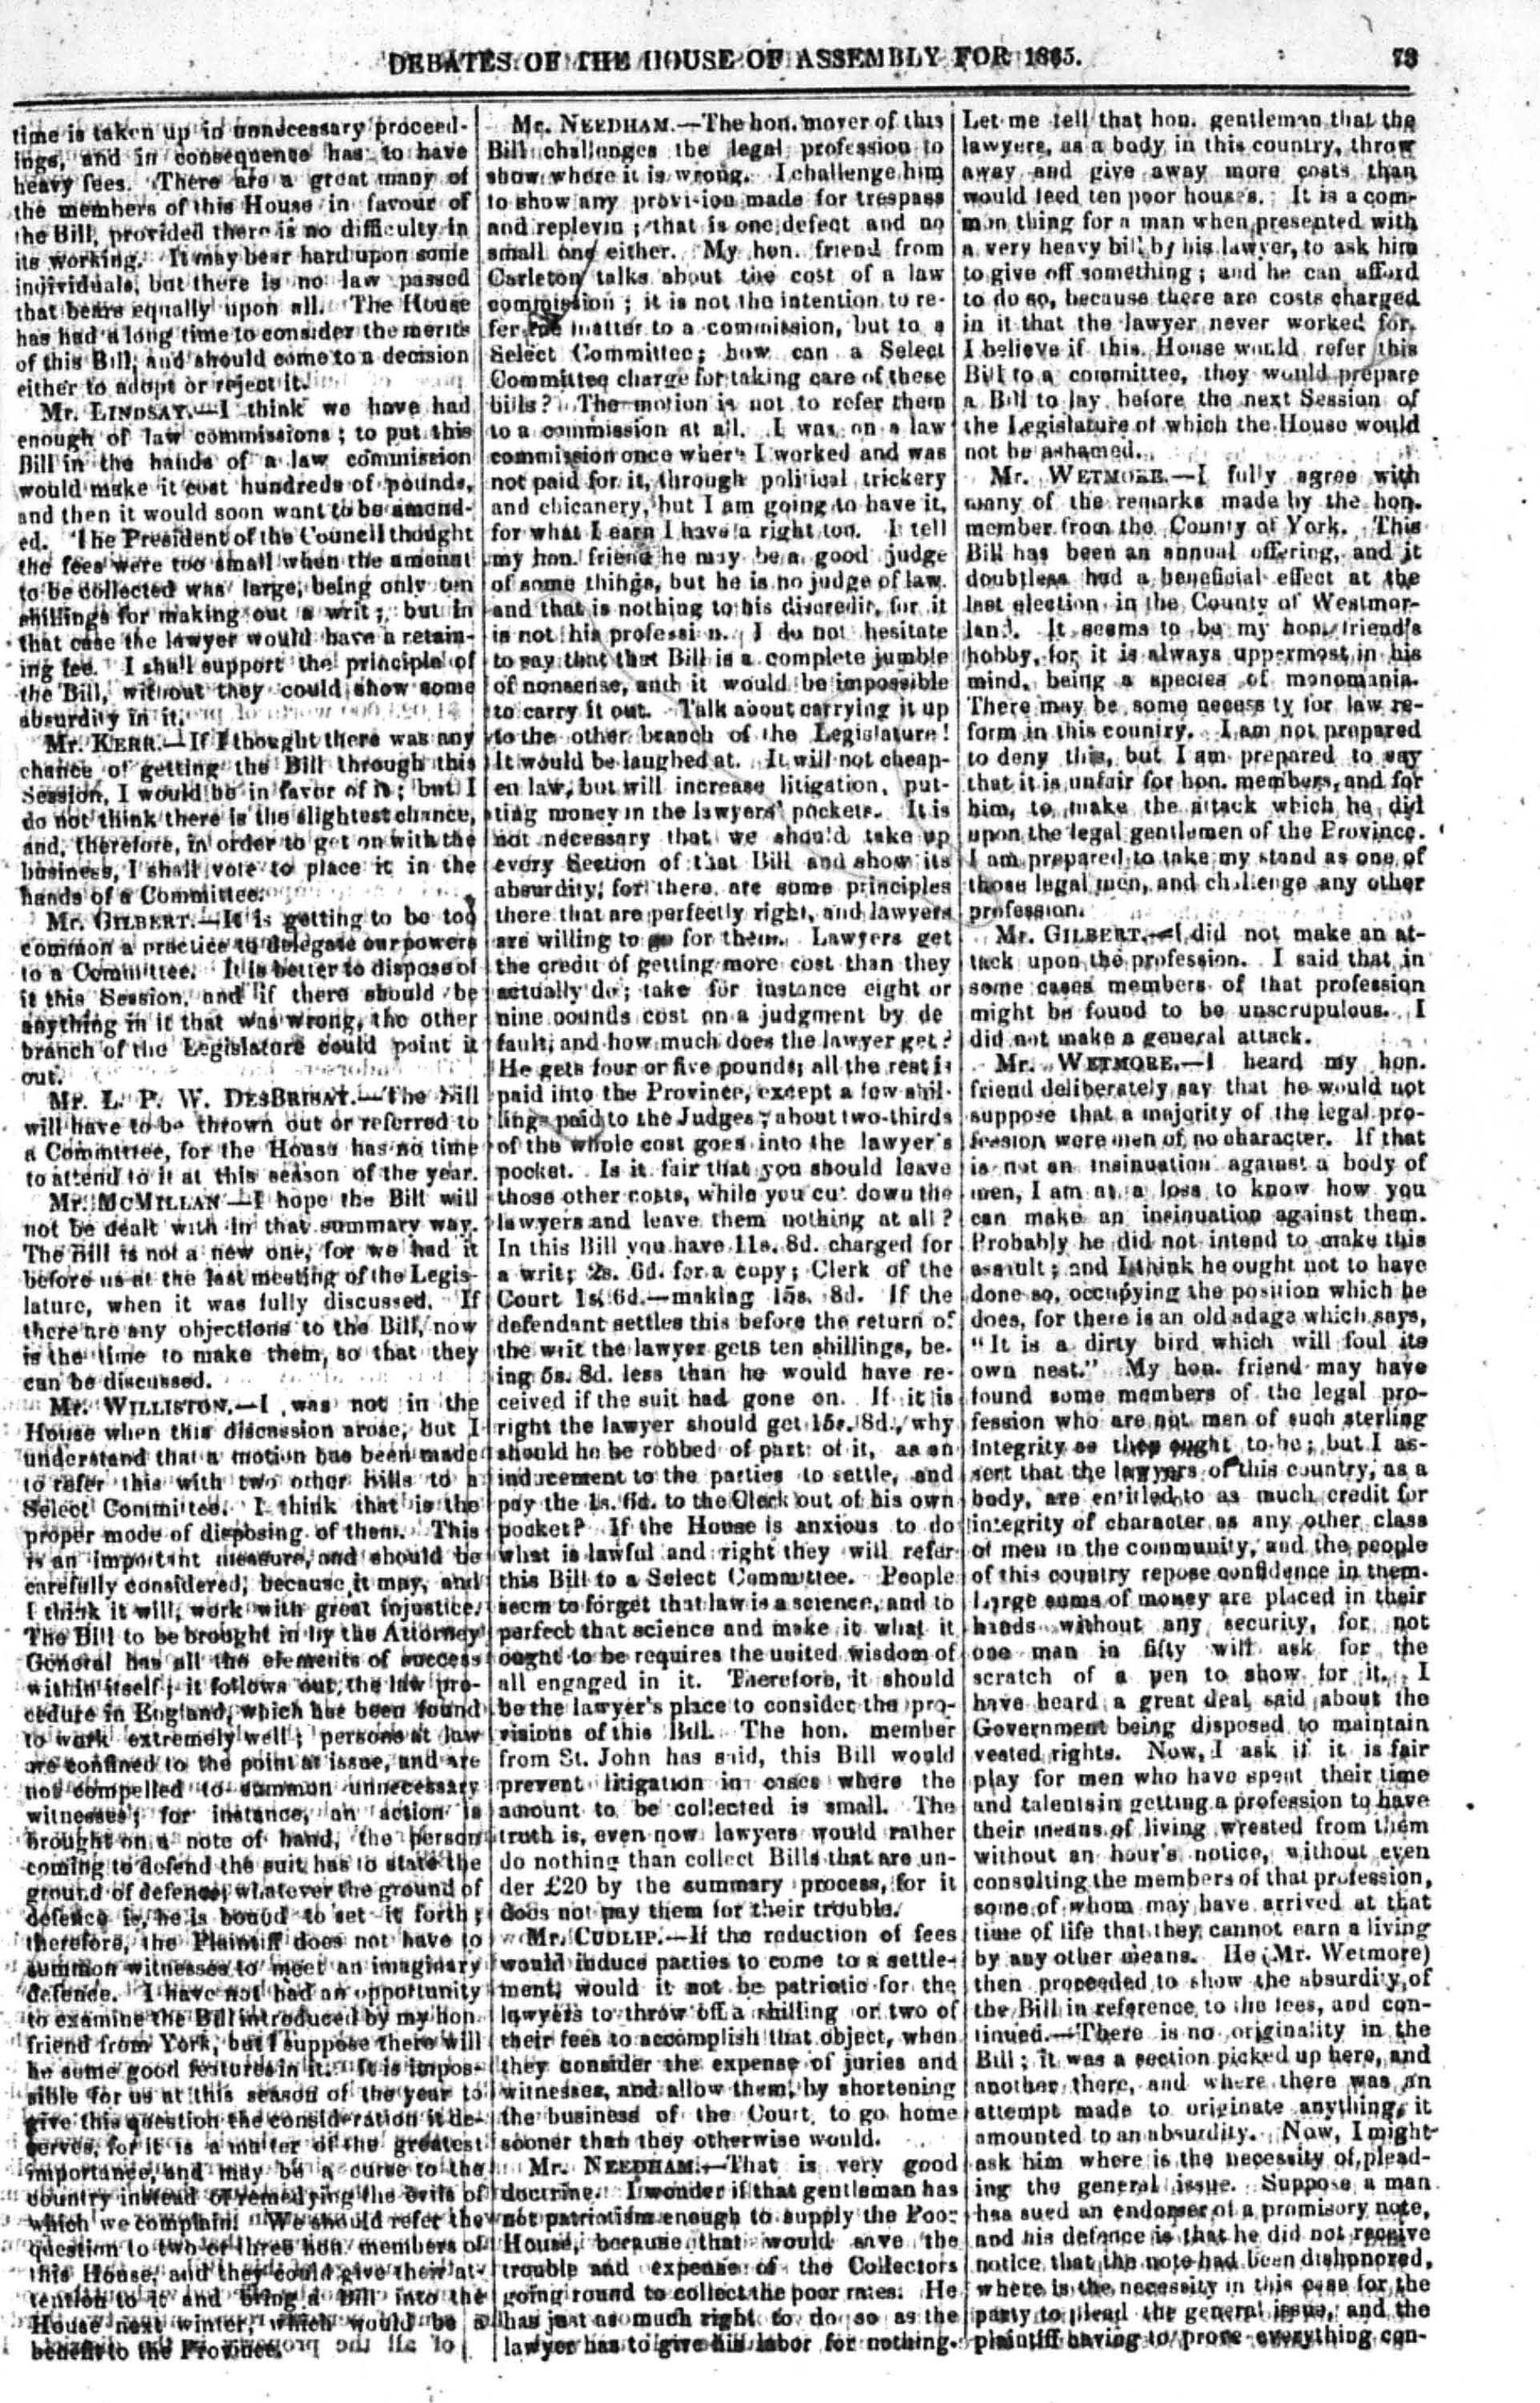 DEBATES OF THE HOUSE OF ASSEMBLY FOR 1865. 73
time is taken up in unnecessary proceed-
ings, and in consequence has to have
heavy fees. There are a great many of
the members of this House in favour of
the Bill, provided there is no difficulty in
its working. It may bear hard upon some
individuals, but there is no law passed
that bears equally upon all. The House
has had a long time to consider the merits
of this Bill, and should come to a decision
either to adopt or reject it.
Mr. LINDSAY.—I think we have had
enough of law commissions; to put this
Bill in the hands of a law commission
would make it cost hundreds of pounds,
and then it would soon want to be amend-
ed. The President of the Council thought
the fees were too small when the amount
to be collected was large, being only ten
shillings for making out a writ; but in
that case the lawyer would have a retain-
ing fee. I shall support the principle of
the Bill, without they could show some
absurdity in it.
Mr. KERR.—If I thought there was any
chance of getting the Bill through this
Session, I would be in favor of it; but I
do not think there is the slightest chance,
and, therefore, in order to get on with the
business, I shall vote to place it in the
hands of a Committee.
Mr. GILBERT.—It is getting to be too
common a practice to delegate our powers
to a Committee. It is better to dispose of
it this Session, and if there should be
anything in it that was wrong, the other
branch of the Legislature could point it
out.
Mr. L. P. W. DESBRISAY.—The Bill
will have to be thrown out or referred to
a Committee, for the House has no time
to attend to it at this season of the year.
Mr. MCMILLAN—I hope the Bill will
not be dealt with in that summary way.
The Bill is not a new one, for we had it
before us at the last meeting of the Legis-
lature, when it was fully discussed. If
there are any objections to the Bill, now
is the time to make them, so that they
can be discussed.
Mr. WILLISTON.—I was not in the
House when this discussion arose, but I
understand that a motion has been made
to refer this with two other bills to a
Select Committee. I think that is the
proper mode of disposing of them. This
is an important measure, and should be
carefully considered, because it may, and
I think it will, work with great injustice.
The Bill to be brought in by the Attorney
General has all the elements of success
within itself; it follows out the law pro-
cedure in England, which has been found
to work extremely well; persons at law
are confined to the point at issue, and are
not compelled to summon unnecessary
witnesses; for instance, an action is
brought on a note of hand, the person
coming to defend the suit has to state the
ground of defence; whatever the ground of
defence is, he is bound to set it forth;
therefore, the Plaintiff does not have to
summon witnesses to meet an imaginary
defence. I have not had an opportunity
to examine the Bill introduced by my hon.
friend from York, but I suppose there will
be some good features in it. It is impos-
sible for us at this season of the year to
give this question the consideration it de-
serves, for it is a matter of the greatest
importance, and may be a curse to the
country instead of remedying the evils of
which we complain. We should refer the
question to two or three hon. members of
this House, and they could give their at-
tention to it and bring a Bill into the
House next winter, which would be a
benefit to the Province.
Mr. NEEDHAM.—The hon. mover of this
Bill challenges the legal profession to
show where it is wrong. I challenge him
to show any provision made for trespass
and replevin; that is one defect and no
small one either. My hon. friend from
Carleton talks about the cost of a law
commission; it is not the intention to re-
fer the matter to a commission, but to a
Select Committee; how can a Select
Committee charge for taking care of these
bills? The motion is not to refer them
to a commission at all. I was on a law
commission once where I worked and was
not paid for it, through political trickery
and chicanery, but I am going to have it,
for what I earn I have a right too. I tell
my hon. friend he may be a good judge
of some things, but he is no judge of law,
and that is nothing to his discredit, for it
is not his profession. I do not hesitate
to say that that Bill is a complete jumble
of nonsense, and it would be impossible
to carry it out. Talk about carrying it up
to the other branch of the Legislature!
It would be laughed at. It will not cheap-
en law, but will increase litigation, put-
ting money in the lawyers' pockets. It is
not necessary that we should take up
every Section of that Bill and show its
absurdity; for there are some principles
there that are perfectly right, and lawyers
are willing to go for them. Lawyers get
the credit of getting more cost than they
actually do; take for instance eight or
nine pounds cost on a judgment by de
fault; and how much does the lawyer get?
He gets four or five pounds; all the rest is
paid into the Province, except a few shil-
lings paid to the Judges; about two-thirds
of the whole cost goes into the lawyer's
pocket. Is it fair that you should leave
those other costs, while you cut down the
lawyers and leave them nothing at all?
In this Bill you have 11s. 8d. charged for
a writ; 2s. 6d. for a copy; Clerk of the
Court 1s. 6d.—making 15s. 8d. If the
defendant settles this before the return of
the writ the lawyer gets ten shillings, be-
ing 5s. 8d. less than he would have re-
ceived if the suit had gone on. If it is
right the lawyer should get 15s. 8d., why
should he be robbed of part of it, as an
inducement to the parties to settle, and
pay the 1s. 6d. to the Clerk out of his own
pocket? If the House is anxious to do
what is lawful and right they will refer
this Bill to a Select Committee. People
seem to forget that law is a science, and to
perfect that science and make it what it
ought to be requires the united wisdom of
all engaged in it. Therefore, it should
be the lawyer's place to consider the pro-
visions of this Bill. The hon. member
from St. John has said, this Bill would
prevent litigation in cases where the
amount to be collected is small. The
truth is, even now lawyers would rather
do nothing than collect Bills that are un-
der £20 by the summary process, for it
does not pay them for their trouble.
Mr. CUDLIP.—If the reduction of fees
would induce parties to come to a settle-
ment, would it not be patriotic for the
lawyers to throw off a shilling or two of
their fees to accomplish that object, when
they consider the expense of juries and
witnesses, and allow them, by shortening
the business of the Court, to go home
sooner than they otherwise would.
Mr. NEEDHAM.—That is very good
doctrine. I wonder if that gentleman has
not patriotism enough to supply the Poor
House, because that would save the
trouble and expense of the Collectors
going round to collect the poor rates. He
has just as much right to do so as the
lawyer has to give his labor for nothing.
Let me tell that hon. gentleman that the
lawyers, as a body in this country, throw
away and give away more costs than
would feed ten poor houses. It is a com-
mon thing for a man when presented with
a very heavy bill by his lawyer, to ask him
to give off something; and he can afford
to do so, because there are costs charged
in it that the lawyer never worked for.
I believe if this House would refer this
Bill to a committee, they would prepare
a Bill to lay before the next Session of
the Legislature of which the House would
not be ashamed.
Mr. WETMORE.—I fully agree with
many of the remarks made by the hon.
member from the County of York. This
Bill has been an annual offering, and it
doubtless had a beneficial effect at the
last election in the County of Westmor-
land. It seems to be my hon. friend's
hobby, for it is always uppermost in his
mind, being a species of monomania.
There may be some necessity for law re-
form in this country. I am not prepared
to deny this, but I am prepared to say
that it is unfair for hon. members, and for
him, to make the attack which he did
upon the legal gentlemen of the Province.
I am prepared to take my stand as one of
those legal men, and challenge any other
profession.
Mr. GILBERT.—I did not make an at-
tack upon the profession. I said that in
some cases members of that profession
might be found to be unscrupulous. I
did not make a general attack.
Mr. WETMORE.—I heard my hon.
friend deliberately say that he would not
suppose that a majority of the legal pro-
fession were men of no character. If that
is not an insinuation against a body of
men, I am at a loss to know how you
can make an insinuation against them.
Probably he did not intend to make this
assault; and I think he ought not to have
done so, occupying the position which he
does, for there is an old adage which says,
"It is a dirty bird which will foul its
own nest." My hon. friend may have
found some members of the legal pro-
fession who are not men of such sterling
integrity as they ought to be; but I as-
sert that the lawyers of this country, as a
body, are entitled to as much credit for
integrity of character as any other class
of men in the community, and the people
of this country repose confidence in them.
Large sums of money are placed in their
hands without any security, for not
one man in fifty will ask for the
scratch of a pen to show for it. I
have heard a great deal said about the
Government being disposed to maintain
vested rights. Now, I ask if it is fair
play for men who have spent their time
and talents in getting a profession to have
their means of living wrested from them
without an hour's notice, without even
consulting the members of that profession,
some of whom may have arrived at that
time of life that they cannot earn a living
by any other means. He (Mr. Wetmore)
then proceeded to show the absurdity of
the Bill in reference to the fees, and con-
tinued.—There is no originality in the
Bill; it was a section picked up here, and
another there, and where there was an
attempt made to originate anything, it
amounted to an absurdity. Now, I might
ask him where is the necessity of plead-
ing the general issue. Suppose a man
has sued an endorser of a promisory note,
and his defence is that he did not receive
notice that the note had been dishonored,
where is the necessity in this case for the
party to plead the general issue, and the
plaintiff having to prove everything con-